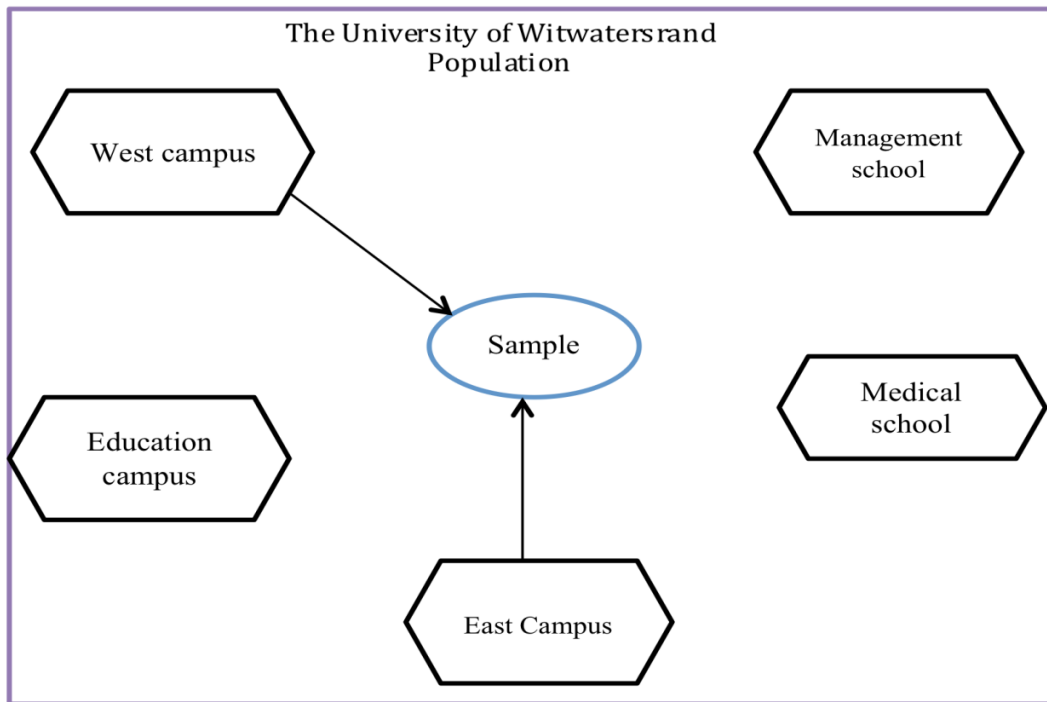 The University of Witwatersrand
Population
West campus
Management
school
Sample
Education
campus
Medical
school
East Campus